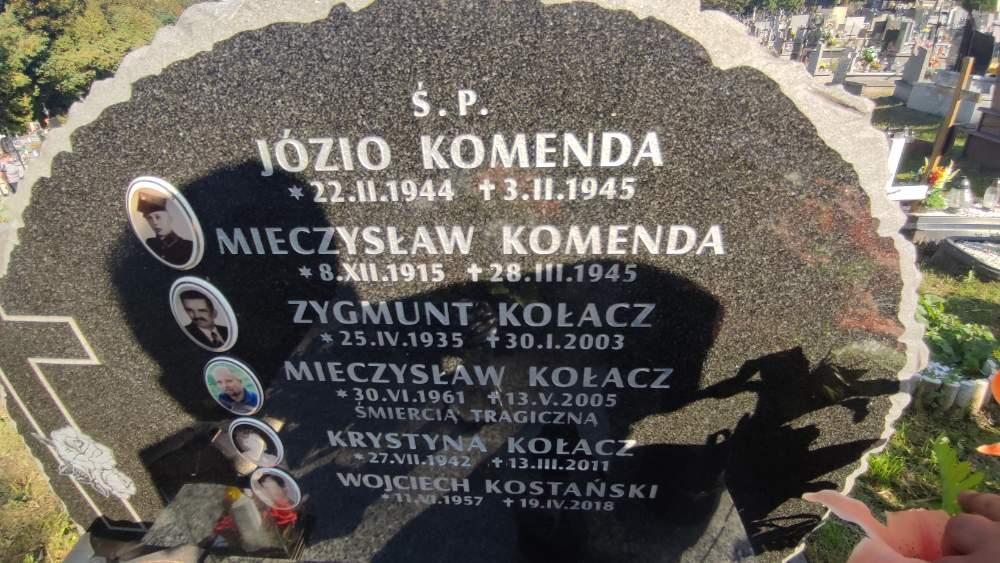 Ś. P.
JÓZIO KOMENDA
* 22.II.1944 † 3.II.1945
MIECZYSŁAW KOMENDA
* 8.XII.1915 † 28.III.1945
ZYGMUNT KOŁACZ
* 25.IV.1935 † 30.I.2003
MIECZYSŁAW KOŁACZ
* 30.VI.1961 † 13.V.2005
ŚMIERCIĄ TRAGICZNĄ
KRYSTYNA KOŁACZ
* 27.VII.1942 † 13.III.2011
WOJCIECH KOSTAŃSKI
* 11.VI.1957 † 19.IV.2018